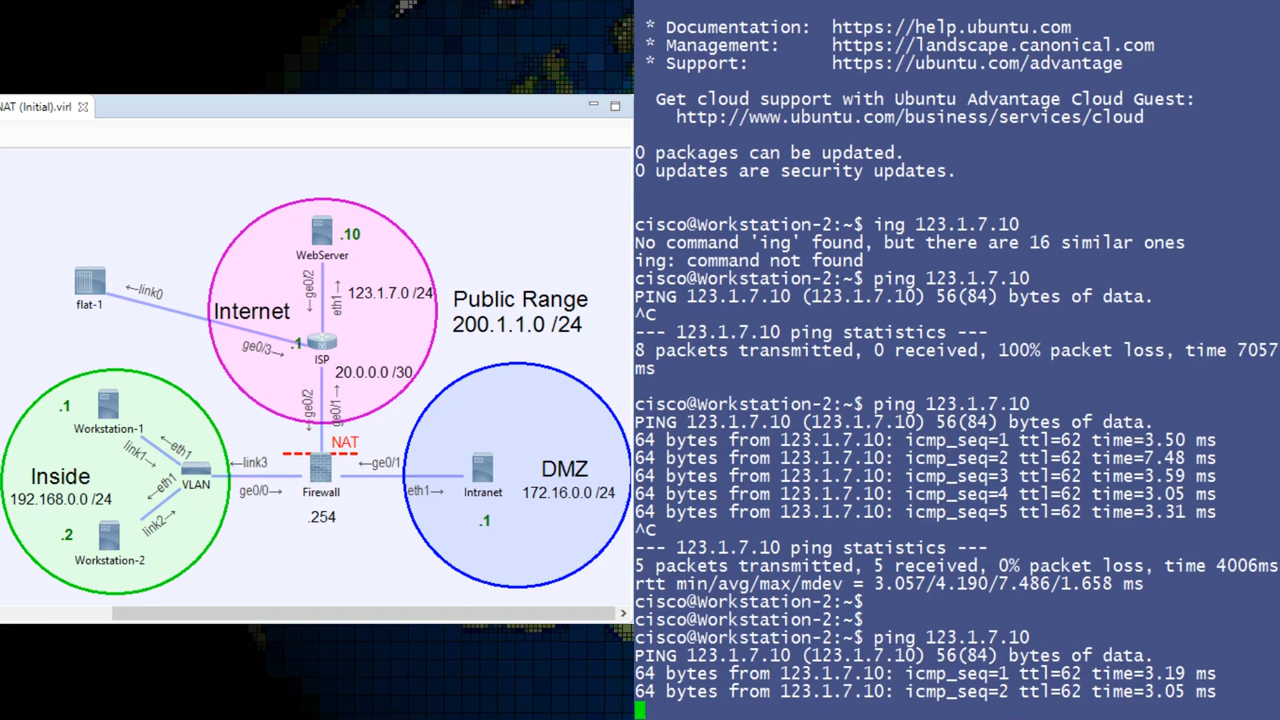 NAT (Initial).virl
.10
WebServer
←ge0/2
eth1→
123.1.7.0 /24
Internet
Public Range
200.1.1.0 /24
flat-1
←link0
ge0/3→
.1
ISP
20.0.0.0 /30
←ge0/2
ge0/1→
.1
Workstation-1
←eth1
link1→
NAT
Inside
192.168.0.0 /24
VLAN
←link3
ge0/0→
←ge0/1
eth1→
Firewall
.254
Intranet
.1
DMZ
172.16.0.0 /24
←eth1
link2→
.2
Workstation-2
* Documentation:  https://help.ubuntu.com
* Management:     https://landscape.canonical.com
* Support:        https://ubuntu.com/advantage
Get cloud support with Ubuntu Advantage Cloud Guest:
http://www.ubuntu.com/business/services/cloud
0 packages can be updated.
0 updates are security updates.
cisco@Workstation-2:~$ ing 123.1.7.10
No command 'ing' found, but there are 16 similar ones
ing: command not found
cisco@Workstation-2:~$ ping 123.1.7.10
PING 123.1.7.10 (123.1.7.10) 56(84) bytes of data.
^C
--- 123.1.7.10 ping statistics ---
8 packets transmitted, 0 received, 100% packet loss, time 7057
ms
cisco@Workstation-2:~$ ping 123.1.7.10
PING 123.1.7.10 (123.1.7.10) 56(84) bytes of data.
64 bytes from 123.1.7.10: icmp_seq=1 ttl=62 time=3.50 ms
64 bytes from 123.1.7.10: icmp_seq=2 ttl=62 time=7.48 ms
64 bytes from 123.1.7.10: icmp_seq=3 ttl=62 time=3.59 ms
64 bytes from 123.1.7.10: icmp_seq=4 ttl=62 time=3.05 ms
64 bytes from 123.1.7.10: icmp_seq=5 ttl=62 time=3.31 ms
^C
--- 123.1.7.10 ping statistics ---
5 packets transmitted, 5 received, 0% packet loss, time 4006ms
rtt min/avg/max/mdev = 3.057/4.190/7.486/1.658 ms
cisco@Workstation-2:~$
cisco@Workstation-2:~$
cisco@Workstation-2:~$ ping 123.1.7.10
PING 123.1.7.10 (123.1.7.10) 56(84) bytes of data.
64 bytes from 123.1.7.10: icmp_seq=1 ttl=62 time=3.19 ms
64 bytes from 123.1.7.10: icmp_seq=2 ttl=62 time=3.05 ms